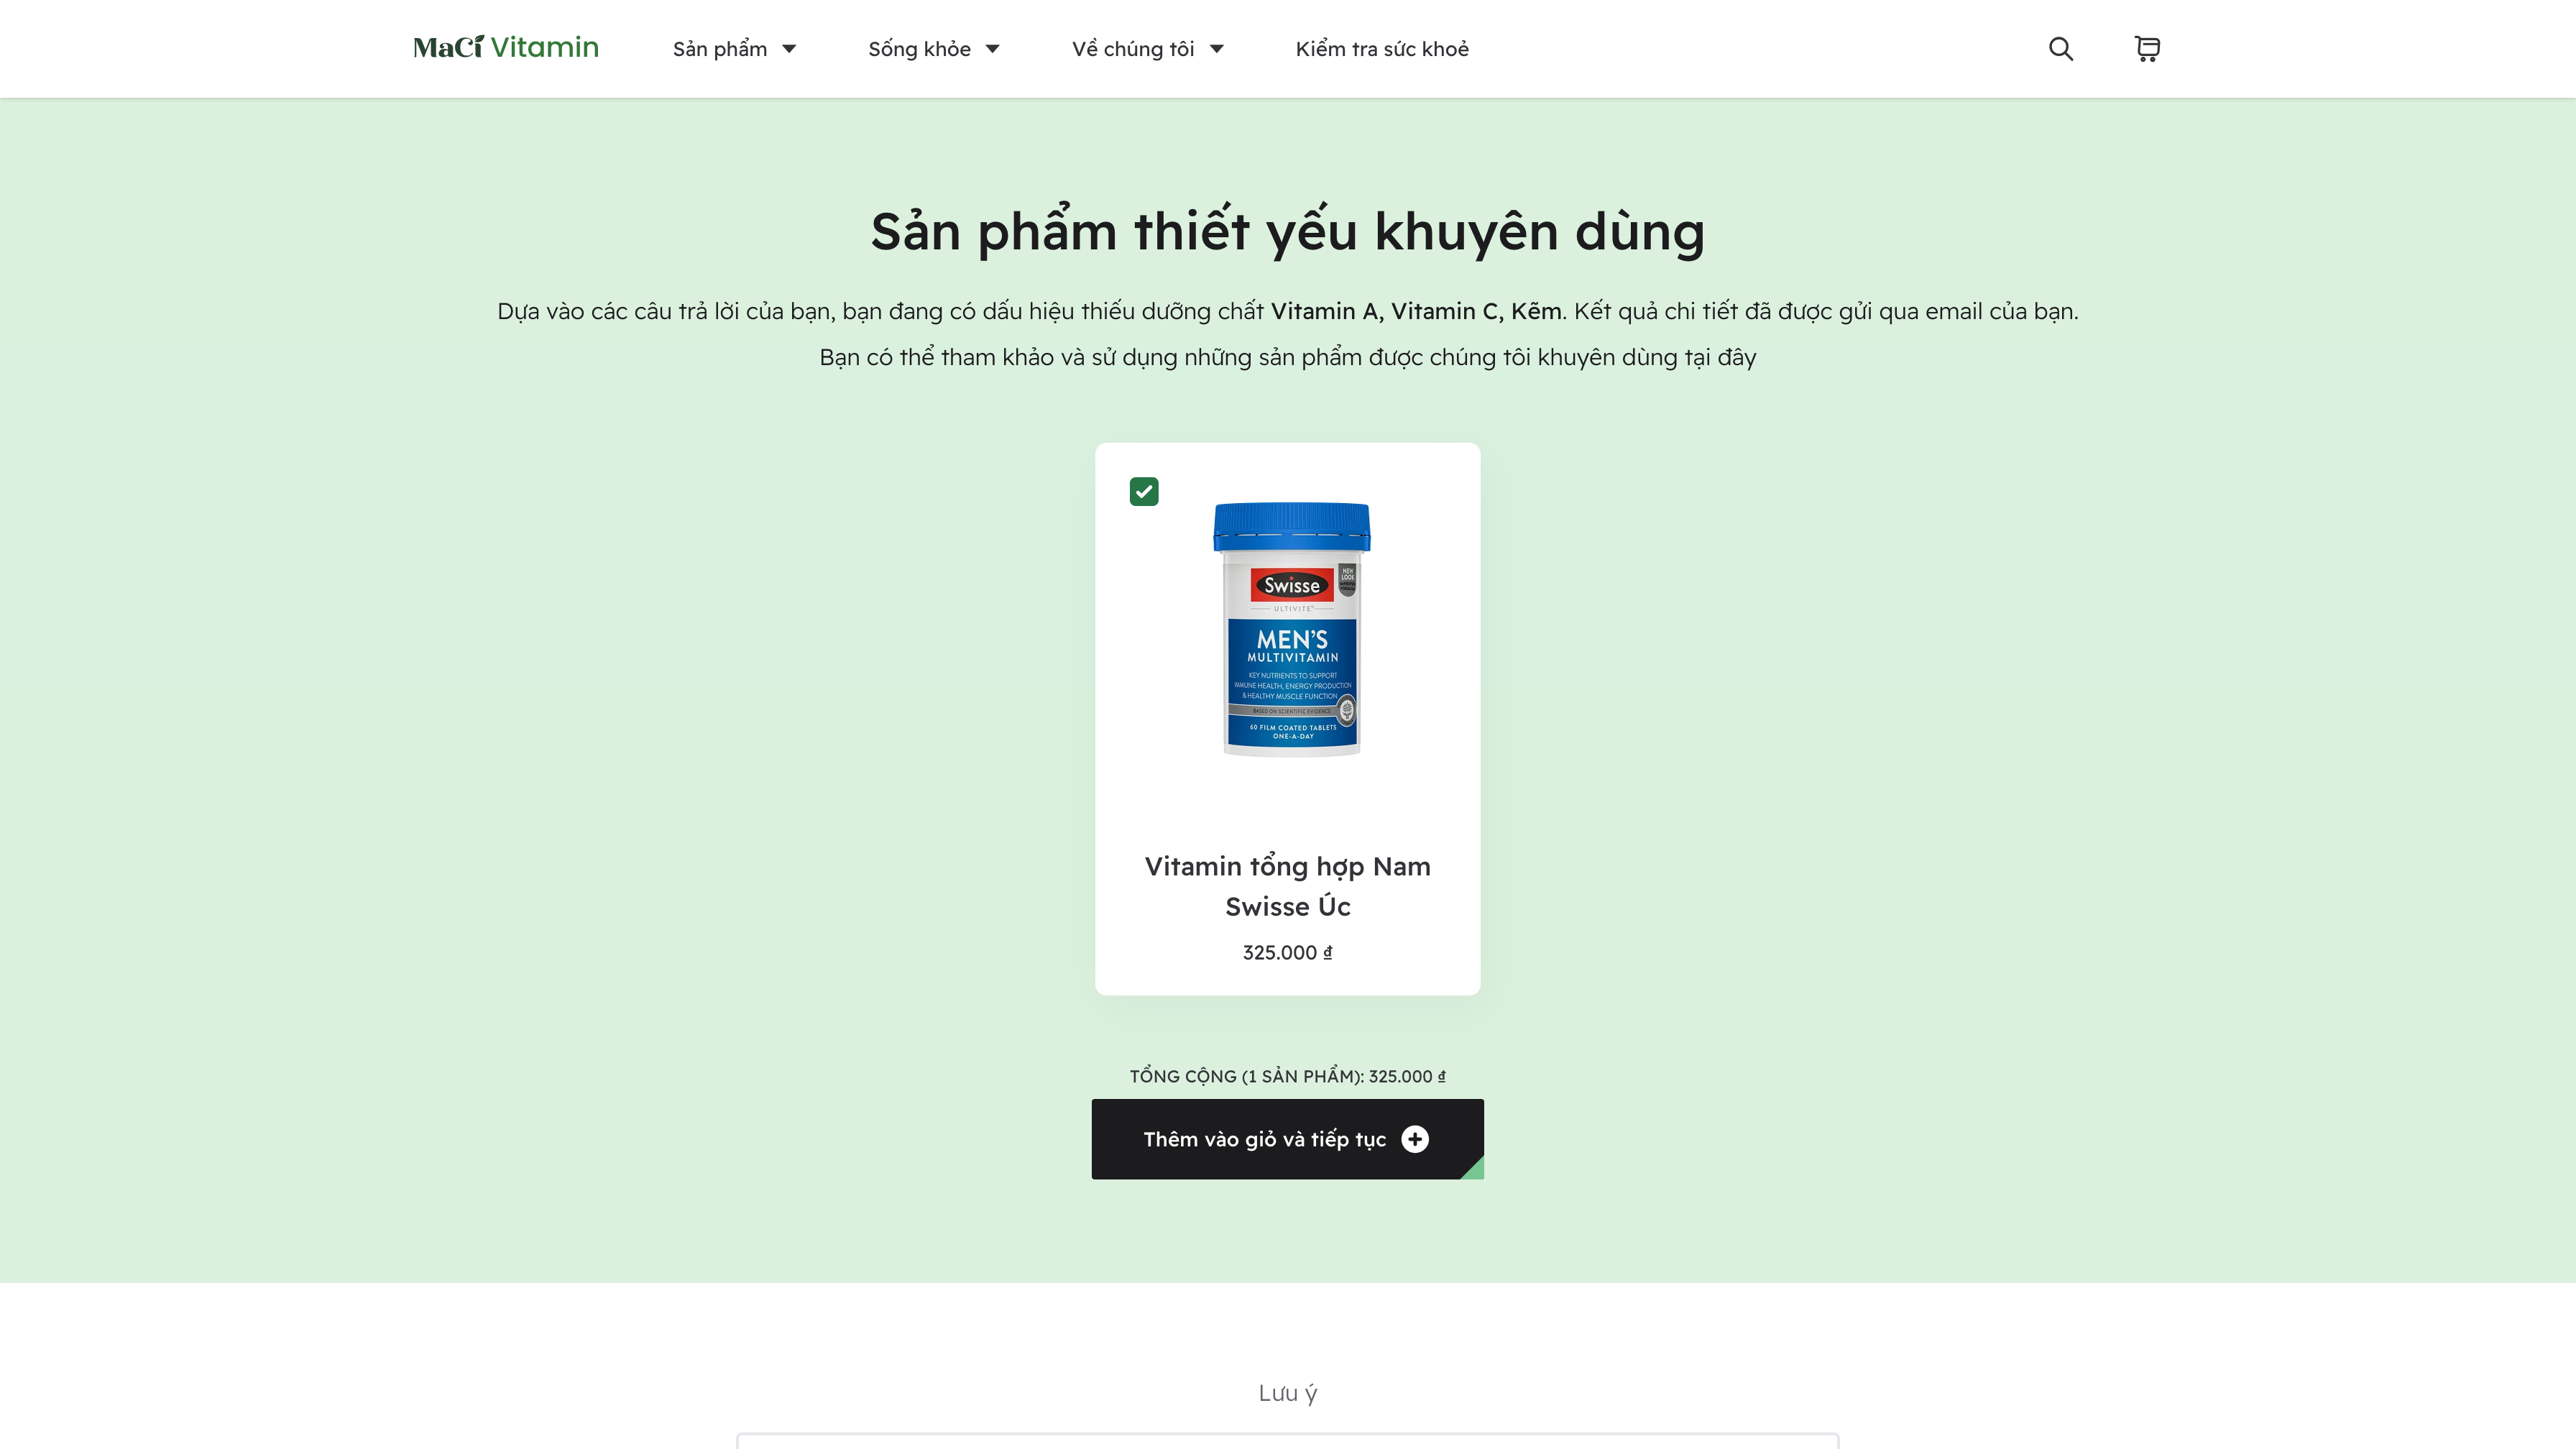 MaCí Vitamin
Sản phẩm
Sống khỏe
Về chúng tôi
Kiểm tra sức khoẻ
Sản phẩm thiết yếu khuyên dùng
Dựa vào các câu trả lời của bạn, bạn đang có dấu hiệu thiếu dưỡng chất Vitamin A, Vitamin C, Kẽm. Kết quả chi tiết đã được gửi qua email của bạn.
Bạn có thể tham khảo và sử dụng những sản phẩm được chúng tôi khuyên dùng tại đây
Swisse
NEW
LOOK
ULTIVITE
MEN'S
MULTIVITAMIN
KEY NUTRIENTS TO SUPPORT
IMMUNE HEALTH, ENERGY PRODUCTION
& HEALTHY MUSCLE FUNCTION
BASED ON SCIENTIFIC EVIDENCE
60 FILM COATED TABLETS
ONE-A-DAY
Vitamin tổng hợp Nam
Swisse Úc
325.000 ₫
TỔNG CỘNG (1 SẢN PHẨM): 325.000 ₫
Thêm vào giỏ và tiếp tục
Lưu ý